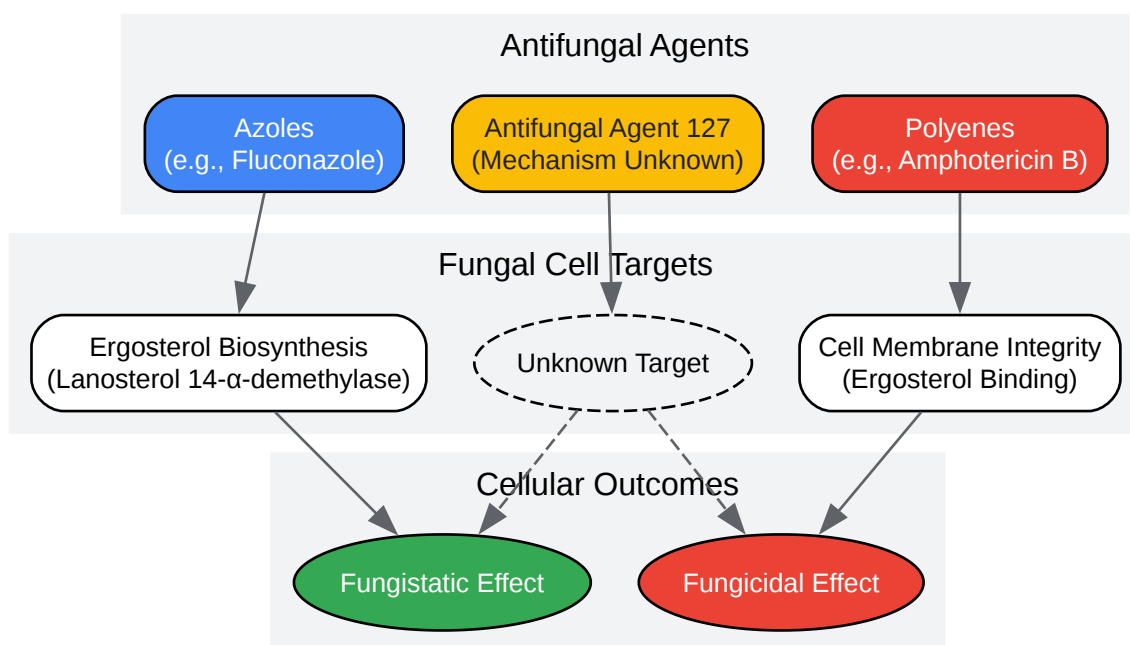 Antifungal Agents
Azoles
(e.g., Fluconazole)
Antifungal Agent 127
(Mechanism Unknown)
Polyenes
(e.g., Amphotericin B)
Fungal Cell Targets
Ergosterol Biosynthesis
(Lanosterol 14-α-demethylase)
Unknown Target
Cell Membrane Integrity
(Ergosterol Binding)
Cellular Outcomes
Fungistatic Effect
Fungicidal Effect